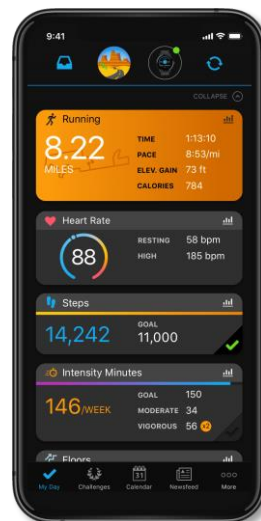 9:41
COLLAPSE
Running
8.22
MILES
TIME 1:13:10
PACE 8:53/mi
ELEV. GAIN 73 ft
CALORIES 784
Heart Rate
88
RESTING 58 bpm
HIGH 185 bpm
Steps
14,242
GOAL
11,000
Intensity Minutes
146/WEEK
GOAL 150
MODERATE 34
VIGOROUS 56 x2
Floors
31
My Day Challenges Calendar Newsfeed More